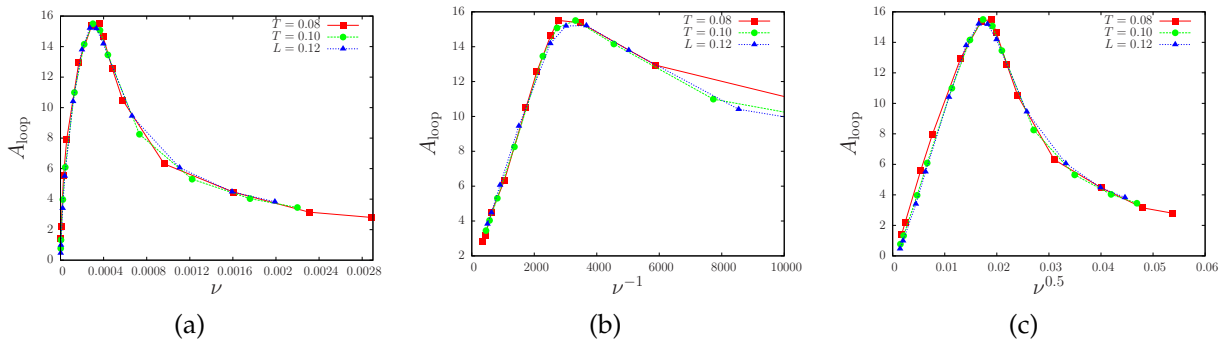 16
14
12
10
8
6
4
2
0
A_loop
T = 0.08
T = 0.10
L = 0.12
0 0.0004 0.0008 0.0012 0.0016 0.002 0.0024 0.0028
ν
(a)
16
14
12
10
8
6
4
2
A_loop
T = 0.08
T = 0.10
L = 0.12
0 2000 4000 6000 8000 10000
ν⁻¹
(b)
16
14
12
10
8
6
4
2
0
A_loop
T = 0.08
T = 0.10
L = 0.12
0 0.01 0.02 0.03 0.04 0.05 0.06
ν^0.5
(c)